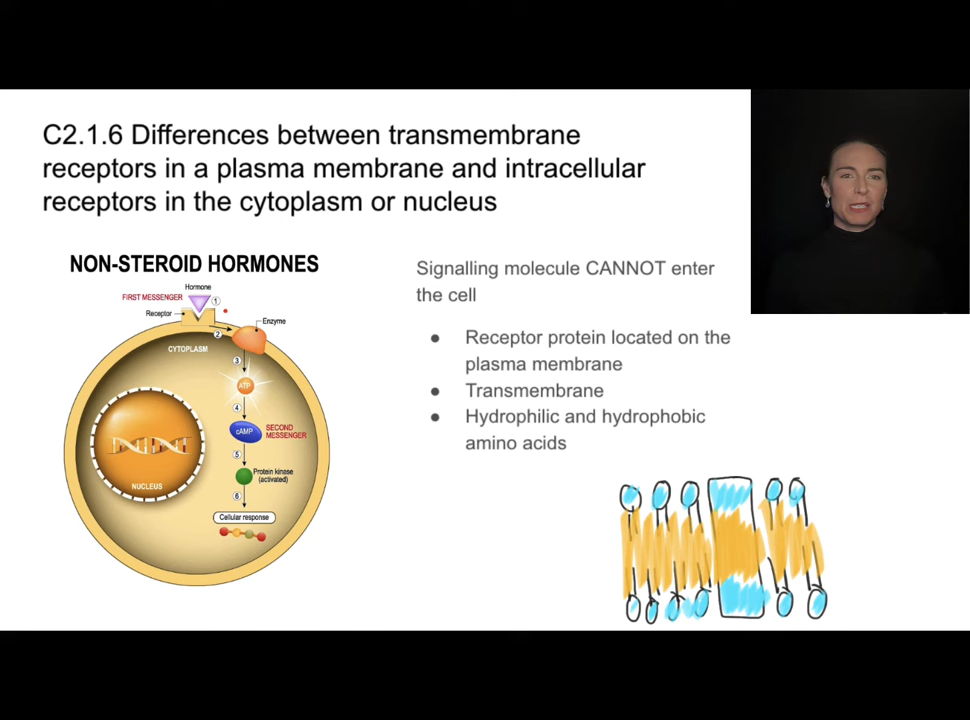 C2.1.6 Differences between transmembrane
receptors in a plasma membrane and intracellular
receptors in the cytoplasm or nucleus
NON-STEROID HORMONES
Hormone
FIRST MESSENGER
1
Receptor
Enzyme
2
CYTOPLASM
3
ATP
4
cAMP
SECOND
MESSENGER
5
Protein kinase
(activated)
NUCLEUS
6
Cellular response
Signalling molecule CANNOT enter
the cell
● Receptor protein located on the
plasma membrane
● Transmembrane
● Hydrophilic and hydrophobic
amino acids